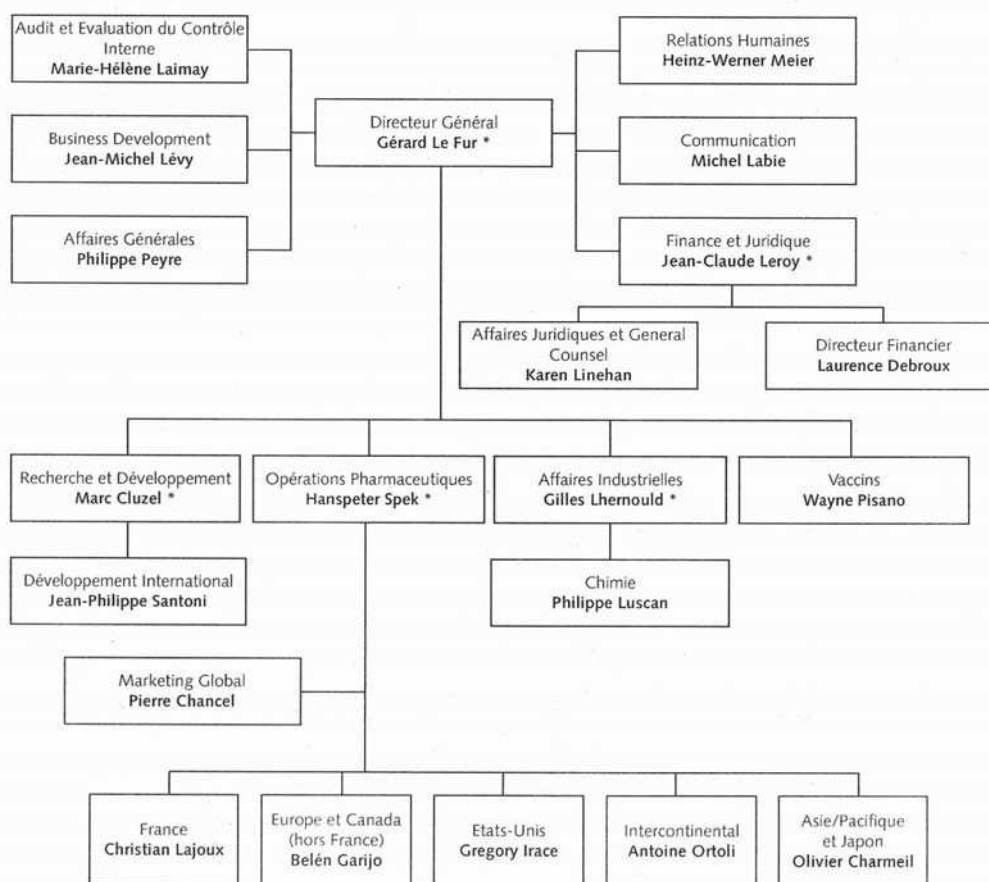 Audit et Evaluation du Contrôle
Interne
Marie-Hélène Laimay
Relations Humaines
Heinz-Werner Meier
Directeur Général
Gérard Le Fur *
Business Development
Jean-Michel Lévy
Communication
Michel Labie
Affaires Générales
Philippe Peyre
Finance et Juridique
Jean-Claude Leroy *
Affaires Juridiques et General
Counsel
Karen Linehan
Directeur Financier
Laurence Debroux
Recherche et Développement
Marc Cluzel *
Opérations Pharmaceutiques
Hanspeter Spek *
Affaires Industrielles
Gilles Lhernould *
Vaccins
Wayne Pisano
Développement International
Jean-Philippe Santoni
Chimie
Philippe Luscan
Marketing Global
Pierre Chancel
France
Christian Lajoux
Europe et Canada
(hors France)
Belén Garijo
Etats-Unis
Gregory Irace
Intercontinental
Antoine Ortoli
Asie/Pacifique
et Japon
Olivier Charmeil